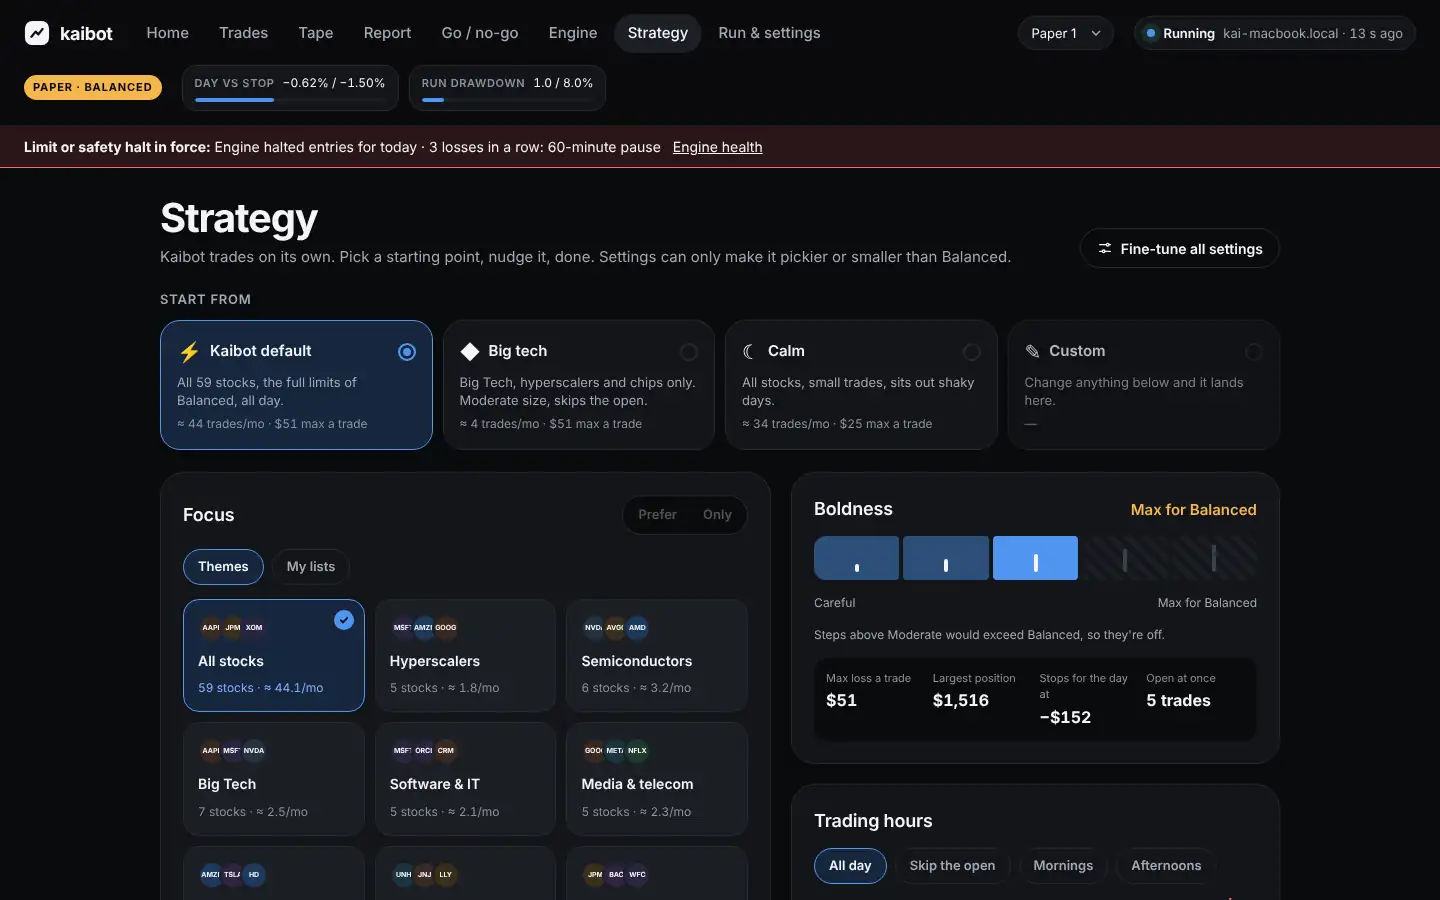 kaibot Home Trades Tape Report Go / no-go Engine Strategy Run & settings Paper 1 Running kai-macbook.local · 13 s ago
PAPER · BALANCED DAY VS STOP −0.62% / −1.50% RUN DRAWDOWN 1.0 / 8.0%
Limit or safety halt in force: Engine halted entries for today · 3 losses in a row: 60-minute pause Engine health
Strategy
Kaibot trades on its own. Pick a starting point, nudge it, done. Settings can only make it pickier or smaller than Balanced.
Fine-tune all settings
START FROM
Kaibot default
All 59 stocks, the full limits of
Balanced, all day.
≈ 44 trades/mo · $51 max a trade
Big tech
Big Tech, hyperscalers and chips only.
Moderate size, skips the open.
≈ 4 trades/mo · $51 max a trade
Calm
All stocks, small trades, sits out shaky
days.
≈ 34 trades/mo · $25 max a trade
Custom
Change anything below and it lands
here.
—
Focus
Prefer Only
Themes My lists
JPM XOM
All stocks
59 stocks · ≈ 44.1/mo
GOOG
Hyperscalers
5 stocks · ≈ 1.8/mo
AMD
Semiconductors
6 stocks · ≈ 3.2/mo
NVDA
Big Tech
7 stocks · ≈ 2.5/mo
CRM
Software & IT
5 stocks · ≈ 2.1/mo
NFLX
Media & telecom
5 stocks · ≈ 2.3/mo
HD
UNH JNJ LLY
JPM BAC WFC
Boldness
Max for Balanced
Careful Max for Balanced
Steps above Moderate would exceed Balanced, so they're off.
Max loss a trade
$51
Largest position
$1,516
Stops for the day
at
−$152
Open at once
5 trades
Trading hours
All day Skip the open Mornings Afternoons